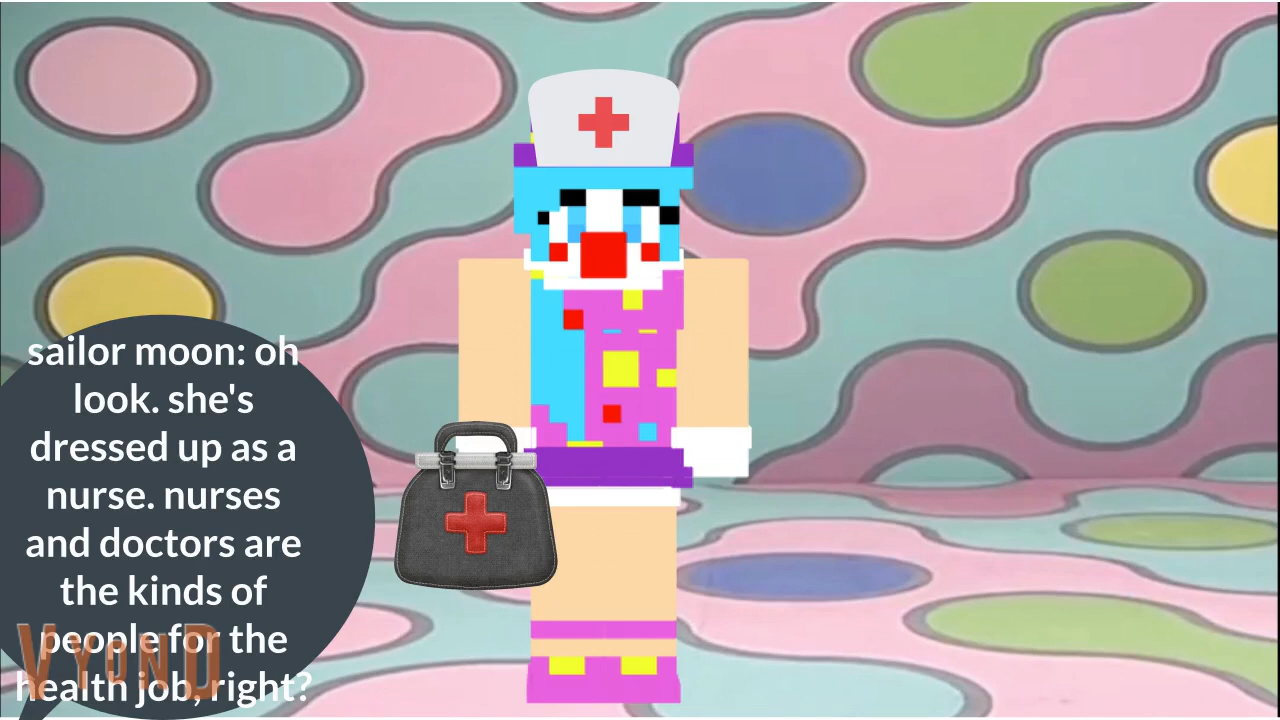 sailor moon: oh
look. she's
dressed up as a
nurse. nurses
and doctors are
the kinds of
people for the
health job, right?
VYOND